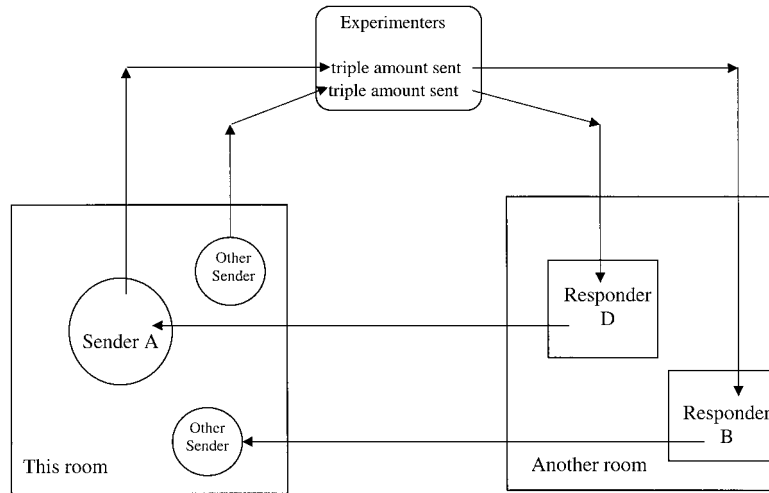 Experimenters
triple amount sent
triple amount sent
Other
Sender
Sender A
Other
Sender
This room
Responder
D
Responder
B
Another room